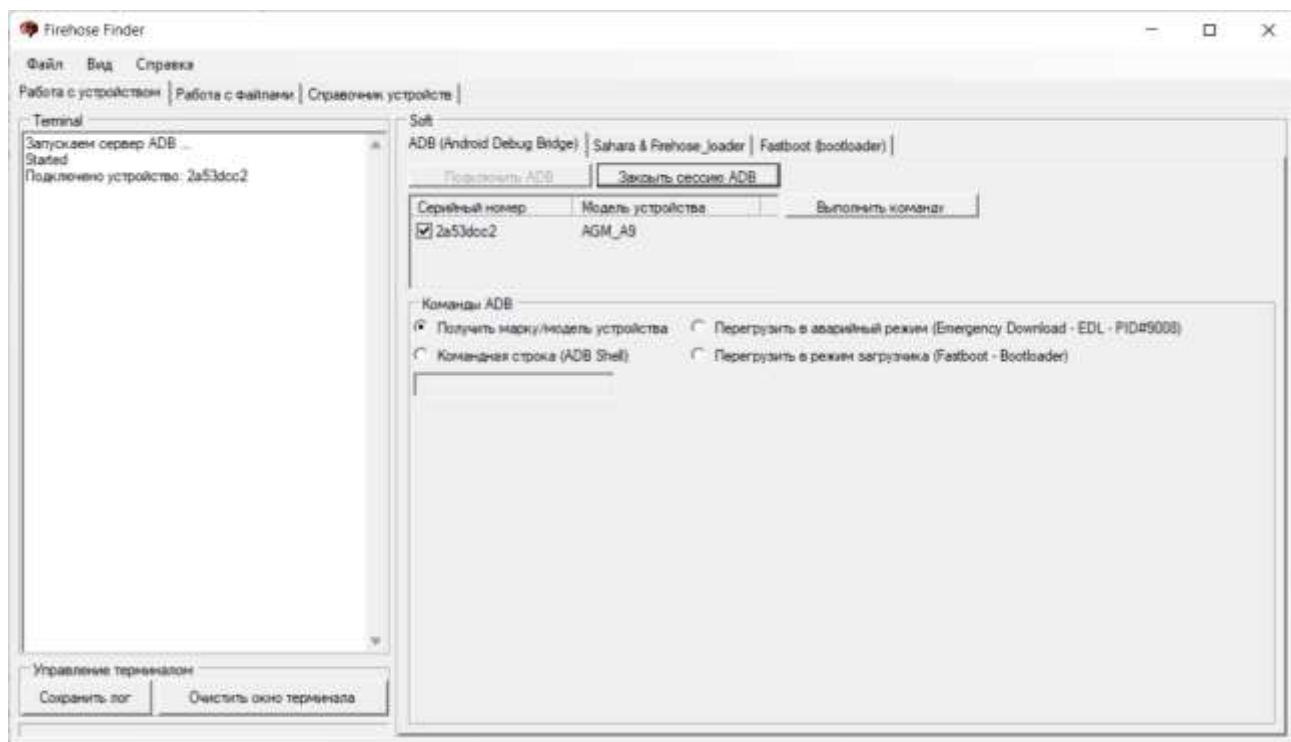 Firehose Finder
Файл Вид Справка
Работа с устройством Работа с файлами Справочник устройств
Terminal
Запускаем сервер ADB ...
Started
Подключено устройство: 2a53dcc2
Управление терминалом
Сохранить лог Очистить окно терминала
Soft
ADB (Android Debug Bridge) Sahara & Firehose_loader Fastboot (bootloader)
Подключить ADB Закрыть сессию ADB
Серийный номер Модель устройства Выполнить команду
2a53dcc2 AGM_A9
Команды ADB
Получить марку/модель устройства Перегрузить в аварийный режим (Emergency Download - EDL - PID#9008)
Командная строка (ADB Shell) Перегрузить в режим загрузчика (Fastboot - Bootloader)